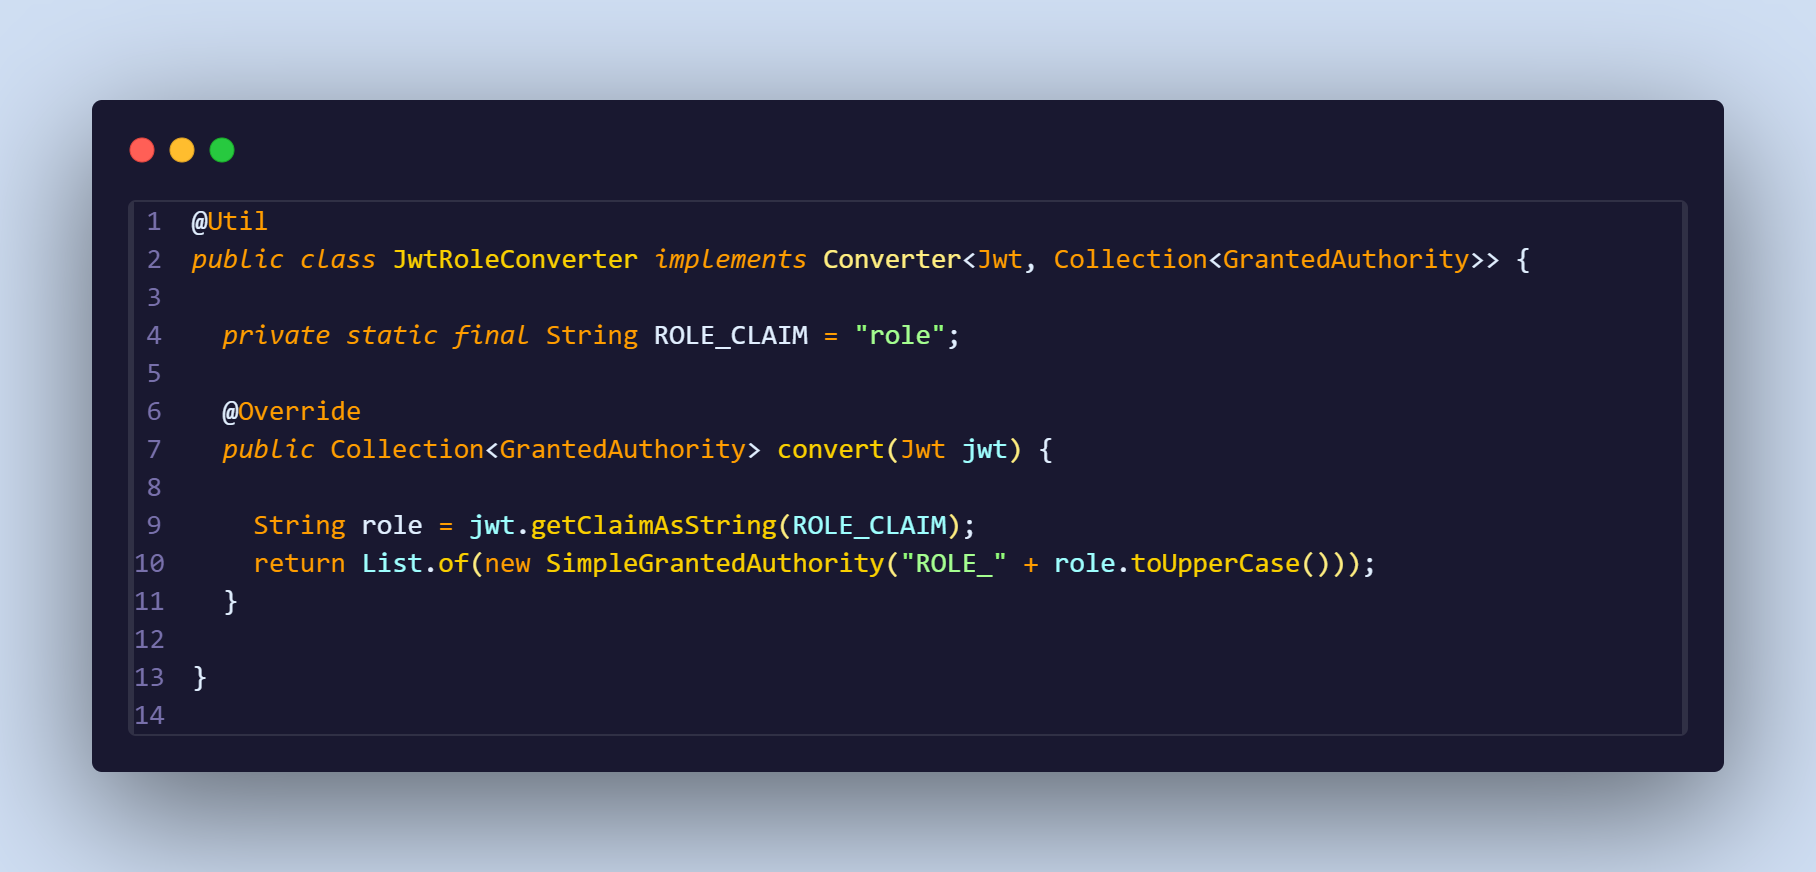 1 @Util
2 public class JwtRoleConverter implements Converter<Jwt, Collection<GrantedAuthority>> {
3
4   private static final String ROLE_CLAIM = "role";
5
6   @Override
7   public Collection<GrantedAuthority> convert(Jwt jwt) {
8
9     String role = jwt.getClaimAsString(ROLE_CLAIM);
10     return List.of(new SimpleGrantedAuthority("ROLE_" + role.toUpperCase()));
11   }
12
13 }
14